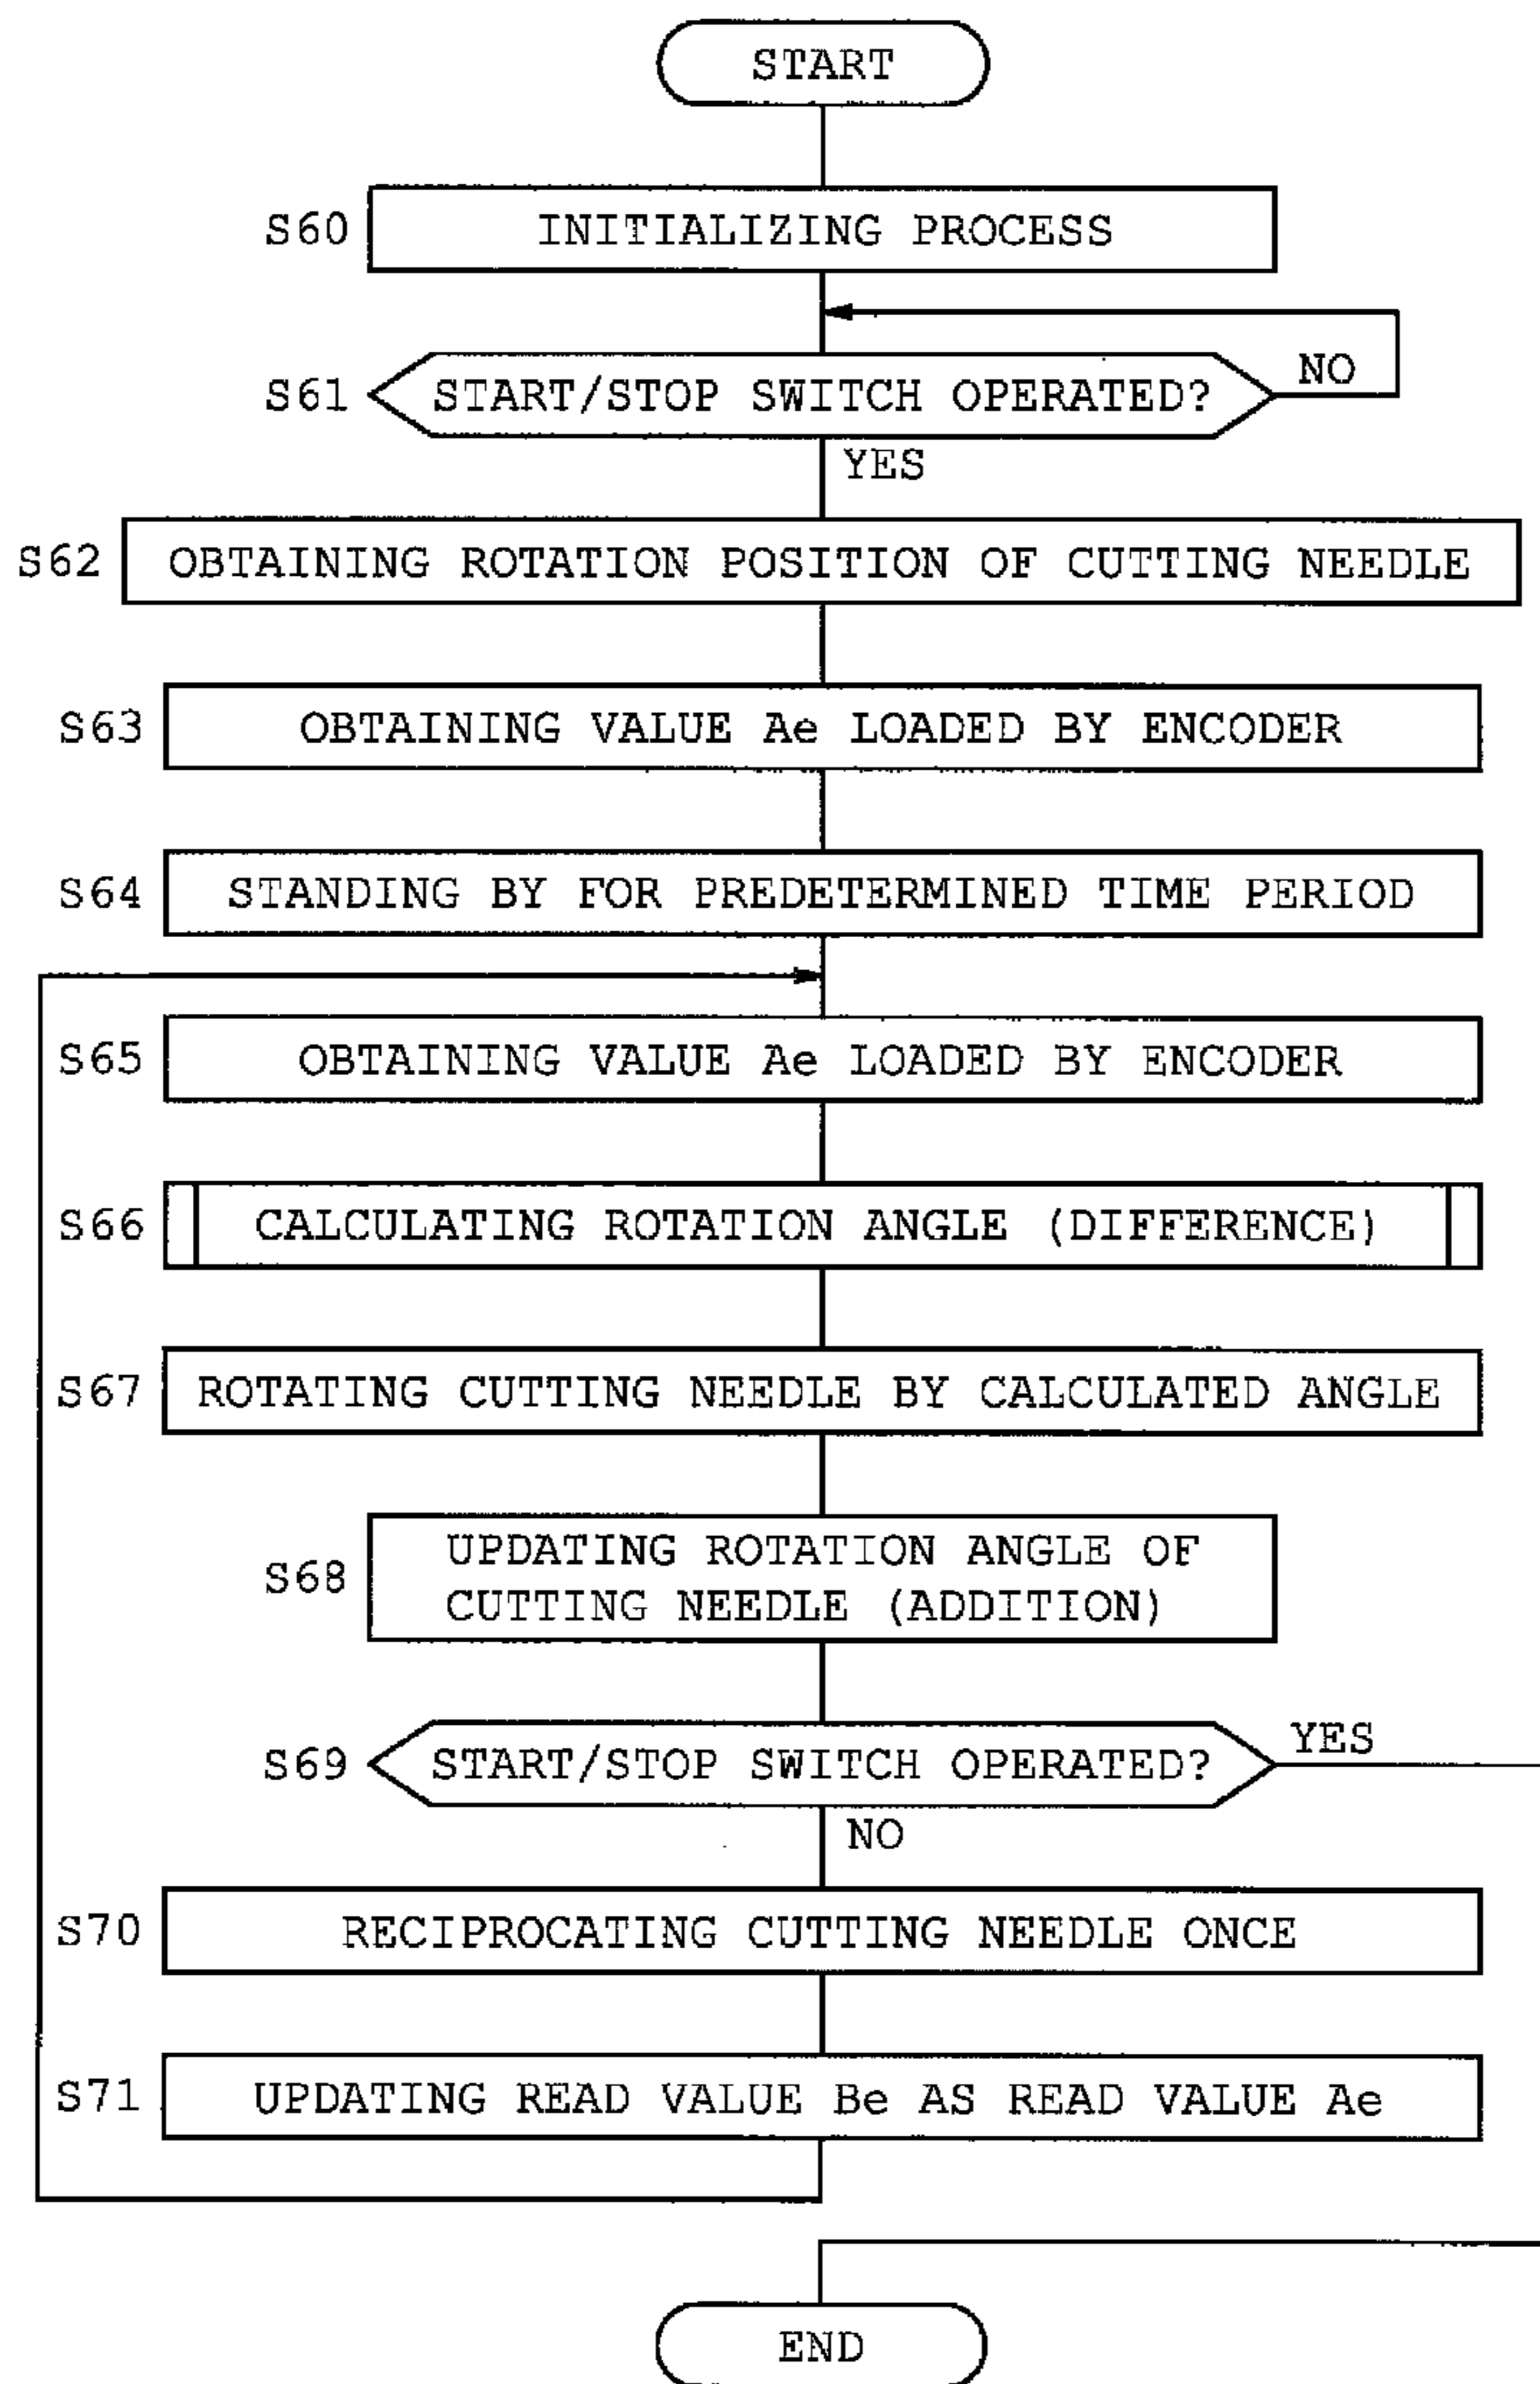 START
S60 INITIALIZING PROCESS
S61 START/STOP SWITCH OPERATED? NO
YES
S62 OBTAINING ROTATION POSITION OF CUTTING NEEDLE
S63 OBTAINING VALUE Ae LOADED BY ENCODER
S64 STANDING BY FOR PREDETERMINED TIME PERIOD
S65 OBTAINING VALUE Ae LOADED BY ENCODER
S66 CALCULATING ROTATION ANGLE (DIFFERENCE)
S67 ROTATING CUTTING NEEDLE BY CALCULATED ANGLE
S68 UPDATING ROTATION ANGLE OF
CUTTING NEEDLE (ADDITION)
S69 START/STOP SWITCH OPERATED? YES
NO
S70 RECIPROCATING CUTTING NEEDLE ONCE
S71 UPDATING READ VALUE Be AS READ VALUE Ae
END